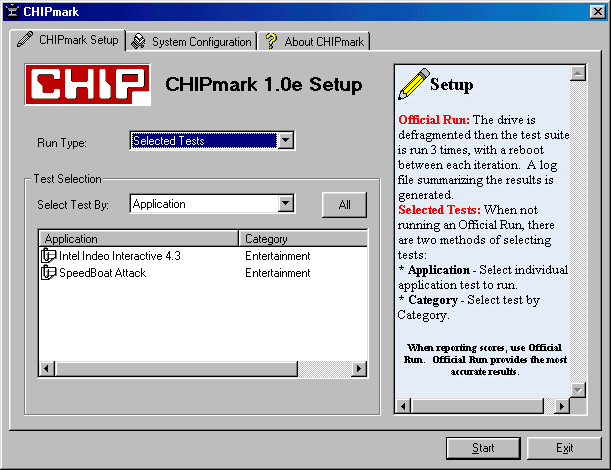 CHIPmark
CHIPmark Setup
System Configuration
About CHIPmark
CHIP
CHIPmark 1.0e Setup
Run Type:
Selected Tests
Test Selection
Select Test By:
Application
All
Application
Category
Intel Indeo Interactive 4.3
Entertainment
SpeedBoat Attack
Entertainment
Setup
Official Run: The drive is
defragmented then the test suite
is run 3 times, with a reboot
between each iteration. A log
file summarizing the results is
generated.
Selected Tests: When not
running an Official Run, there
are two methods of selecting
tests:
* Application - Select individual
application test to run.
* Category - Select test by
Category.
When reporting scores, use Official
Run. Official Run provides the most
accurate results.
Start
Exit